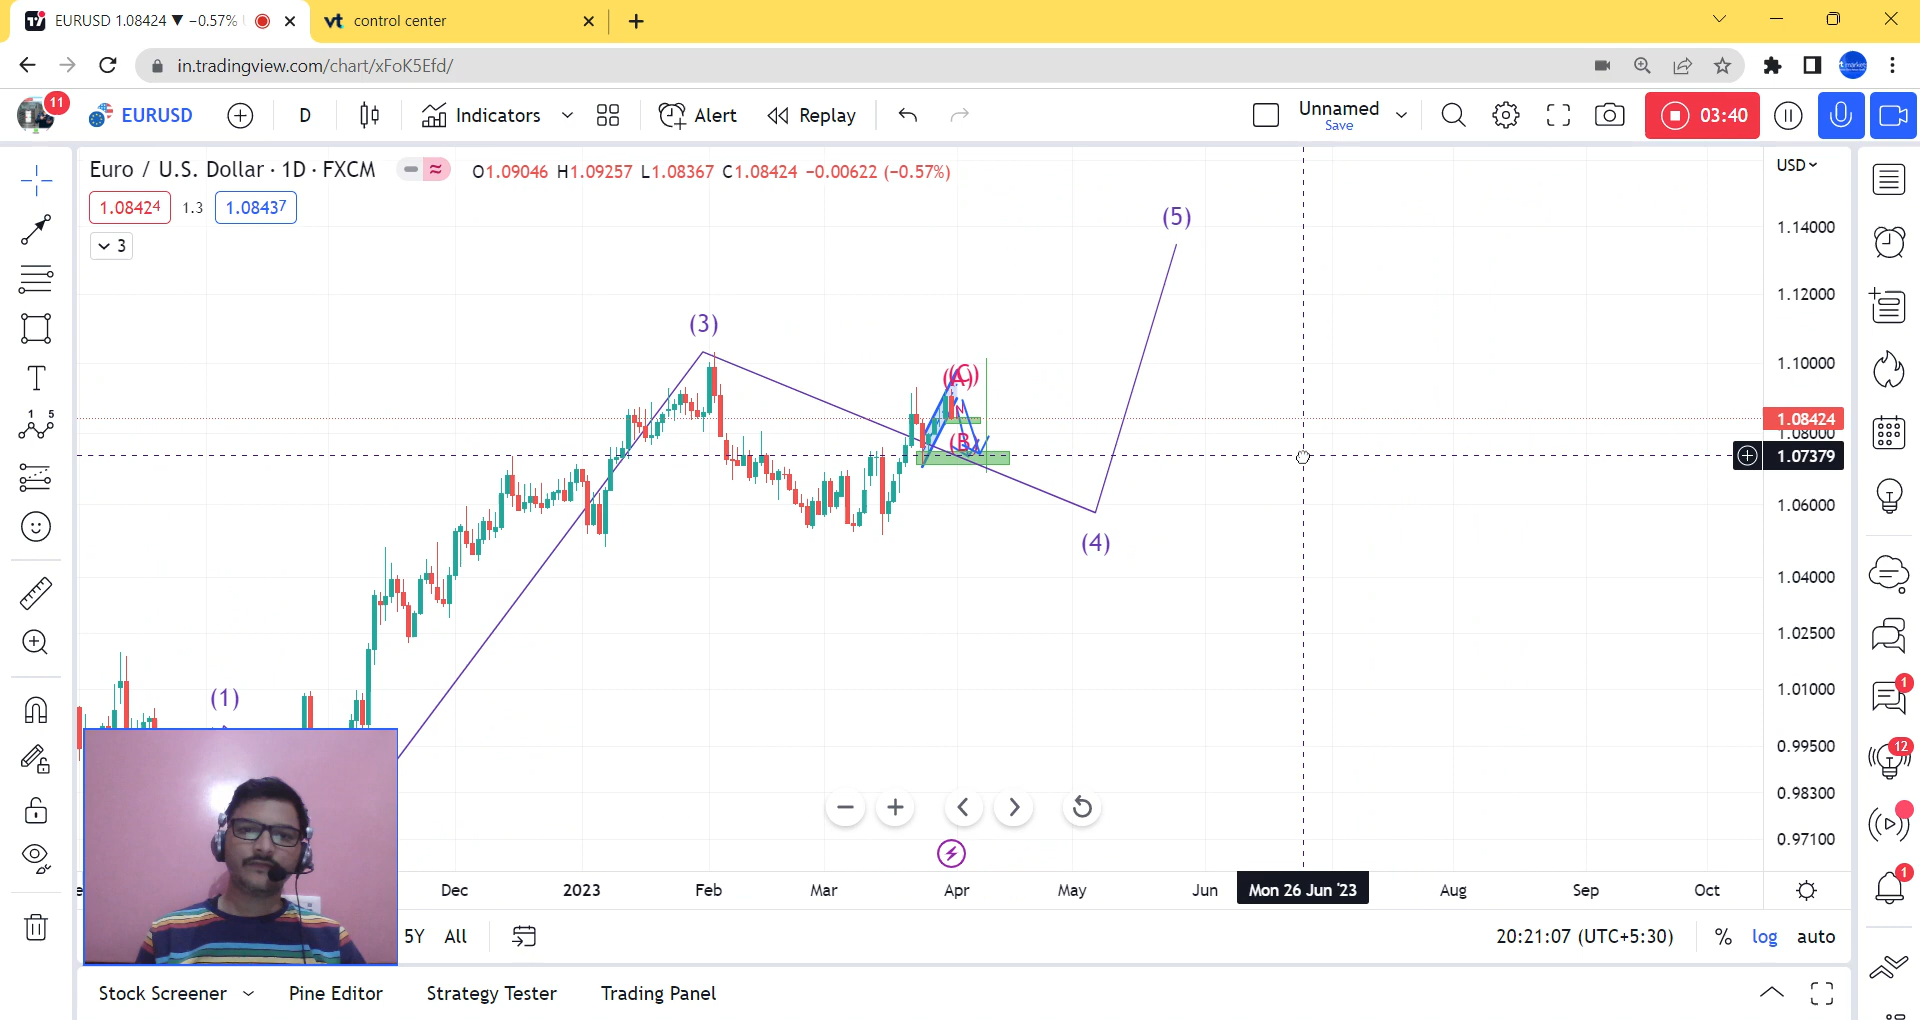 EURUSD 1.08424 ▼ −0.57%
control center
in.tradingview.com/chart/xFoK5Efd/
11
EURUSD
D
Indicators
Alert
Replay
Unnamed
Save
03:40
Euro / U.S. Dollar · 1D · FXCM
O1.09046 H1.09257 L1.08367 C1.08424 −0.00622 (−0.57%)
USD
1.08424
1.3
1.08437
3
(5)
(3)
(C)
(A)
(B)
(4)
(1)
1.14000
1.12000
1.10000
1.08424
1.08000
1.07379
1.06000
1.04000
1.02500
1.01000
0.99500
0.98300
0.97100
1
12
1
Dec
2023
Feb
Mar
Apr
May
Jun
Mon 26 Jun '23
Aug
Sep
Oct
5Y
All
20:21:07 (UTC+5:30)
%
log
auto
Stock Screener
Pine Editor
Strategy Tester
Trading Panel